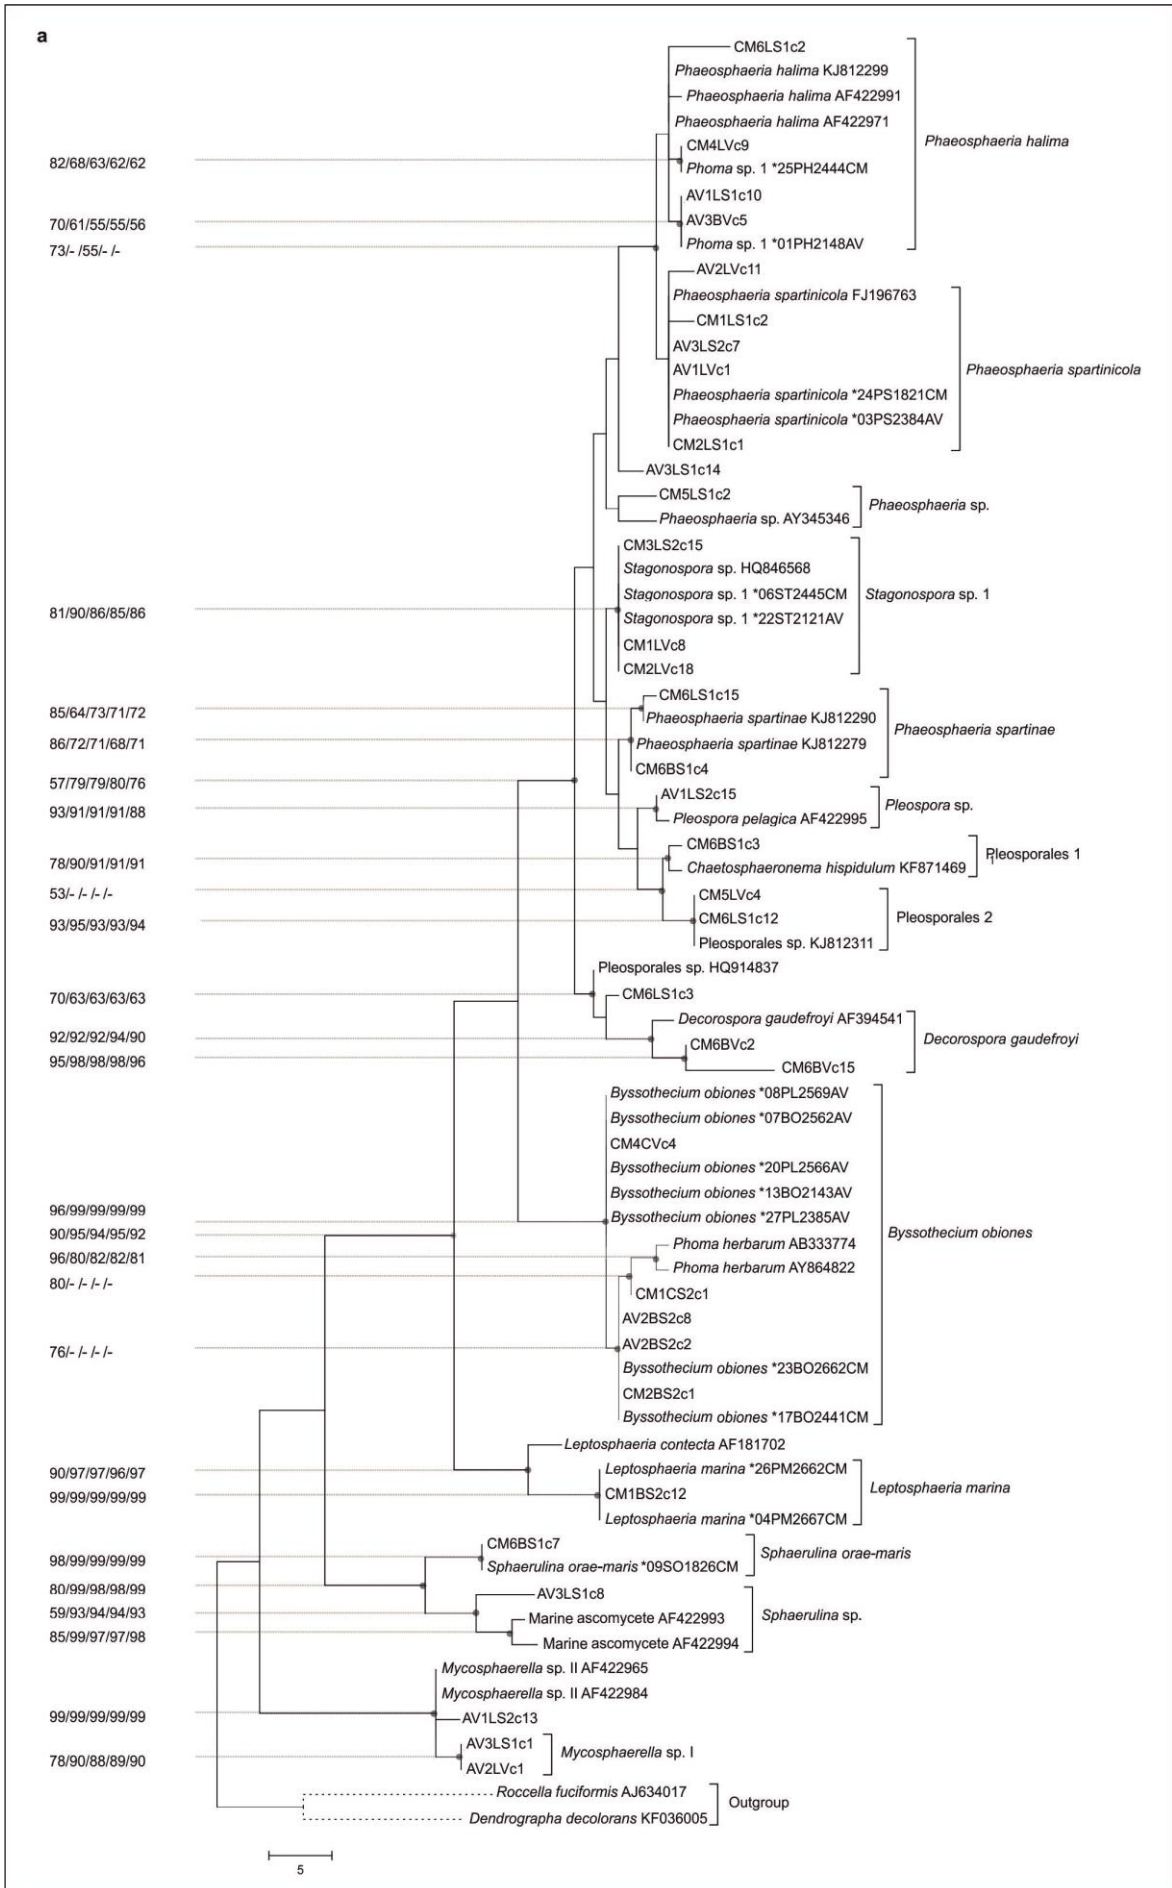 a
CM6LS1c2
Phaeosphaeria halima KJ812299
Phaeosphaeria halima AF422991
Phaeosphaeria halima AF422971
Phaeosphaeria halima
CM4LVc9
82/68/63/62/62
Phoma sp. 1 *25PH2444CM
AV1LS1c10
70/61/55/55/56
AV3BVc5
Phoma sp. 1 *01PH2148AV
73/- /55/- /-
AV2LVc11
Phaeosphaeria spartinicola FJ196763
CM1LS1c2
AV3LS2c7
AV1LVc1
Phaeosphaeria spartinicola
Phaeosphaeria spartinicola *24PS1821CM
Phaeosphaeria spartinicola *03PS2384AV
CM2LS1c1
AV3LS1c14
CM5LS1c2
Phaeosphaeria sp.
Phaeosphaeria sp. AY345346
CM3LS2c15
Stagonospora sp. HQ846568
Stagonospora sp. 1 *06ST2445CM
Stagonospora sp. 1
81/90/86/85/86
Stagonospora sp. 1 *22ST2121AV
CM1LVc8
CM2LVc18
CM6LS1c15
85/64/73/71/72
Phaeosphaeria spartinae KJ812290
Phaeosphaeria spartinae
86/72/71/68/71
Phaeosphaeria spartinae KJ812279
CM6BS1c4
57/79/79/80/76
AV1LS2c15
Pleospora sp.
93/91/91/91/88
Pleospora pelagica AF422995
CM6BS1c3
Pleosporales 1
78/90/91/91/91
Chaetosphaeronema hispidulum KF871469
53/- /- /- /-
CM5LVc4
CM6LS1c12
Pleosporales 2
93/95/93/93/94
Pleosporales sp. KJ812311
Pleosporales sp. HQ914837
70/63/63/63/63
CM6LS1c3
Decorospora gaudefroyi AF394541
92/92/92/94/90
Decorospora gaudefroyi
CM6BVc2
95/98/98/98/96
CM6BVc15
Byssothecium obiones *08PL2569AV
Byssothecium obiones *07BO2562AV
CM4CVc4
Byssothecium obiones *20PL2566AV
Byssothecium obiones *13BO2143AV
96/99/99/99/99
Byssothecium obiones *27PL2385AV
90/95/94/95/92
Byssothecium obiones
Phoma herbarum AB333774
96/80/82/82/81
Phoma herbarum AY864822
80/- /- /- /-
CM1CS2c1
AV2BS2c8
AV2BS2c2
76/- /- /- /-
Byssothecium obiones *23BO2662CM
CM2BS2c1
Byssothecium obiones *17BO2441CM
Leptosphaeria contecta AF181702
90/97/97/96/97
Leptosphaeria marina *26PM2662CM
Leptosphaeria marina
99/99/99/99/99
CM1BS2c12
Leptosphaeria marina *04PM2667CM
CM6BS1c7
Sphaerulina orae-maris
98/99/99/99/99
Sphaerulina orae-maris *09SO1826CM
80/99/98/98/99
AV3LS1c8
59/93/94/94/93
Marine ascomycete AF422993
Sphaerulina sp.
85/99/97/97/98
Marine ascomycete AF422994
Mycosphaerella sp. II AF422965
Mycosphaerella sp. II AF422984
99/99/99/99/99
AV1LS2c13
AV3LS1c1
Mycosphaerella sp. I
78/90/88/89/90
AV2LVc1
Roccella fuciformis AJ634017
Outgroup
Dendrographa decolorans KF036005
5